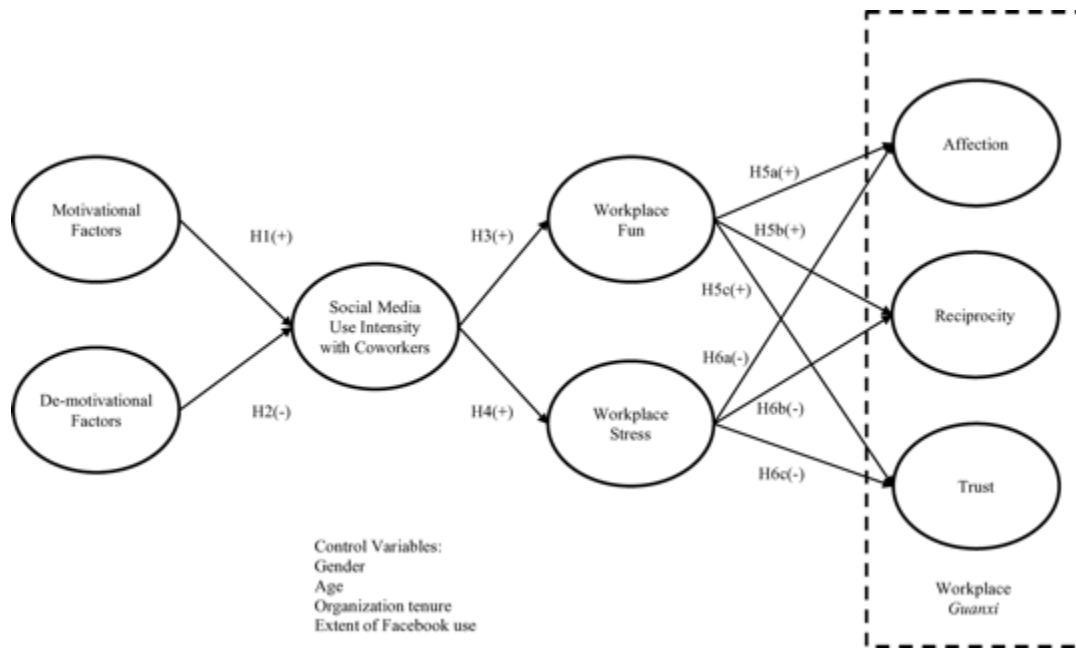 Motivational
Factors
De-motivational
Factors
H1(+)
H2(-)
Social Media
Use Intensity
with Coworkers
H3(+)
H4(+)
Workplace
Fun
Workplace
Stress
H5a(+)
H5b(+)
H5c(+)
H6a(-)
H6b(-)
H6c(-)
Affection
Reciprocity
Trust
Workplace
Guanxi
Control Variables:
Gender
Age
Organization tenure
Extent of Facebook use